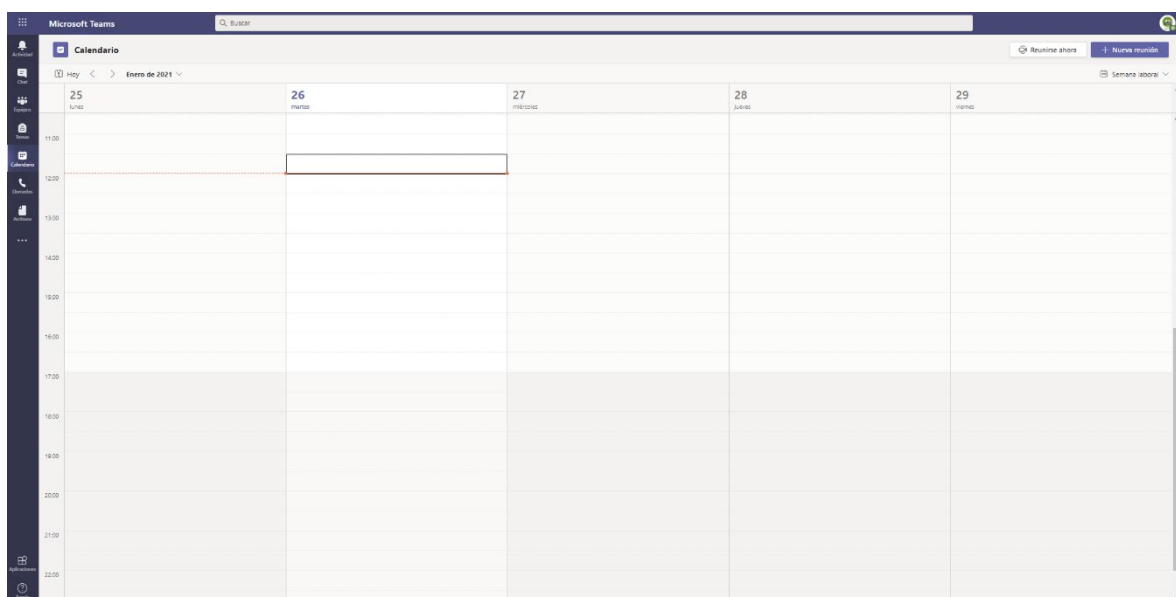 Microsoft Teams
Buscar
Actividad
Chat
Equipos
Tareas
Calendario
Llamadas
Archivos
Aplicaciones
Calendario
Reunirse ahora
+ Nueva reunión
Hoy
Enero de 2021
Semana laboral
25
lunes
26
martes
27
miércoles
28
jueves
29
viernes
11:00
12:00
13:00
14:00
15:00
16:00
17:00
18:00
19:00
20:00
21:00
22:00